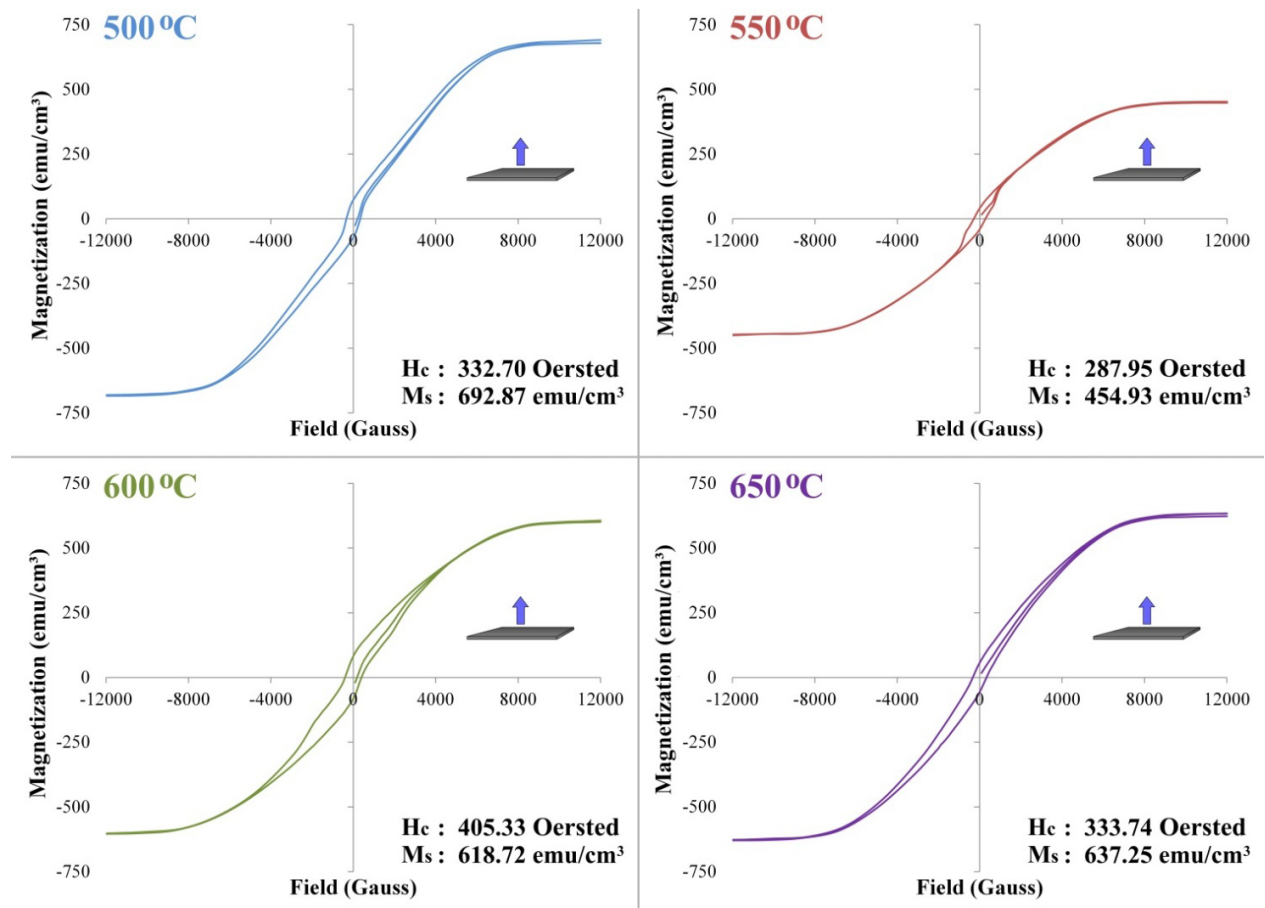 500 °C
750
500
250
0
-12000 -8000 -4000 0 4000 8000 12000
-250
-500
-750
Magnetization (emu/cm³)
Field (Gauss)
Hc : 332.70 Oersted
Ms : 692.87 emu/cm³
550 °C
750
500
250
0
-12000 -8000 -4000 0 4000 8000 12000
-250
-500
-750
Magnetization (emu/cm³)
Field (Gauss)
Hc : 287.95 Oersted
Ms : 454.93 emu/cm³
600 °C
750
500
250
0
-12000 -8000 -4000 0 4000 8000 12000
-250
-500
-750
Magnetization (emu/cm³)
Field (Gauss)
Hc : 405.33 Oersted
Ms : 618.72 emu/cm³
650 °C
750
500
250
0
-12000 -8000 -4000 0 4000 8000 12000
-250
-500
-750
Magnetization (emu/cm³)
Field (Gauss)
Hc : 333.74 Oersted
Ms : 637.25 emu/cm³